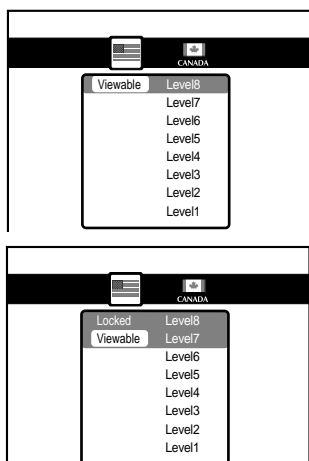 CANADA
Viewable Level8
Level7
Level6
Level5
Level4
Level3
Level2
Level1
CANADA
Locked Level8
Viewable Level7
Level6
Level5
Level4
Level3
Level2
Level1